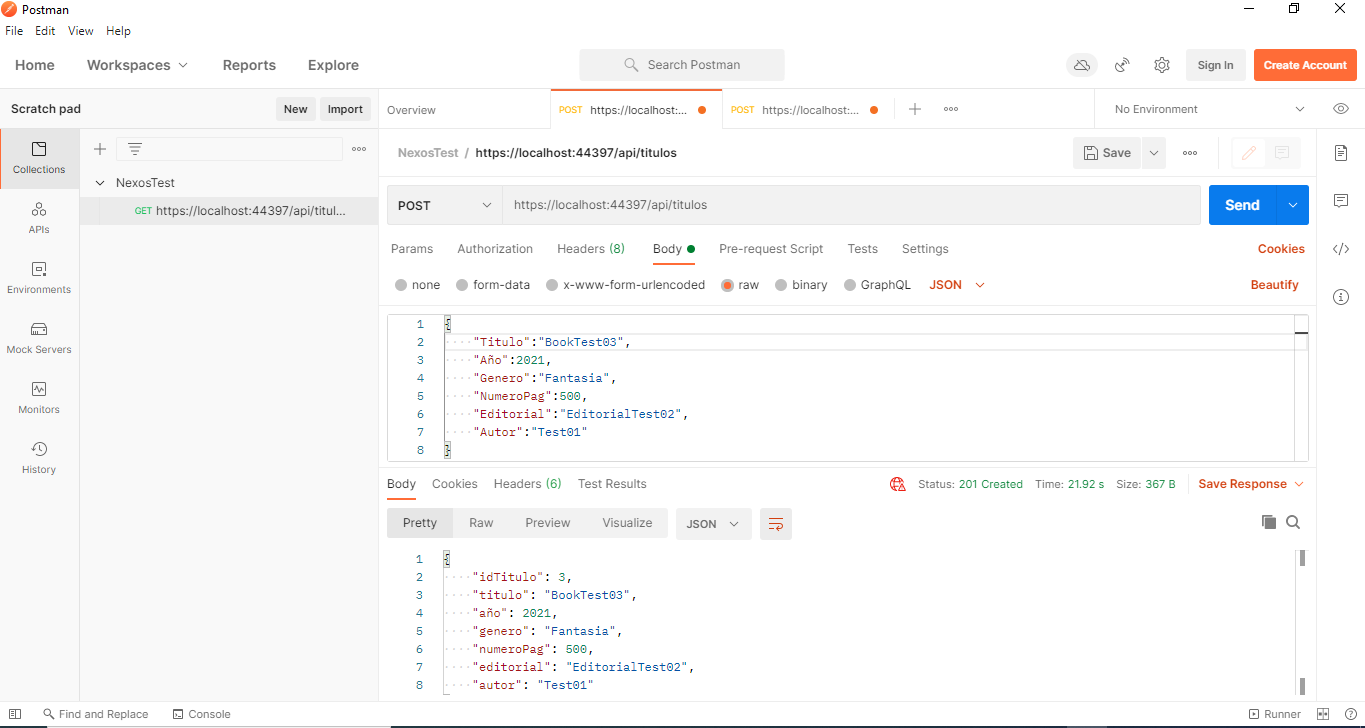 Postman
File Edit View Help
Home Workspaces Reports Explore Search Postman Sign In Create Account
Scratch pad New Import Overview POST https://localhost:... POST https://localhost:... No Environment
NexosTest / https://localhost:44397/api/titulos Save
Collections
NexosTest
GET https://localhost:44397/api/titul...
APIs
Environments
Mock Servers
Monitors
History
POST https://localhost:44397/api/titulos Send
Params Authorization Headers (8) Body Pre-request Script Tests Settings Cookies
none form-data x-www-form-urlencoded raw binary GraphQL JSON Beautify
1 {
2 "Titulo":"BookTest03",
3 "Año":2021,
4 "Genero":"Fantasia",
5 "NumeroPag":500,
6 "Editorial":"EditorialTest02",
7 "Autor":"Test01"
8 }
Body Cookies Headers (6) Test Results Status: 201 Created Time: 21.92 s Size: 367 B Save Response
Pretty Raw Preview Visualize JSON
1 {
2 "idTitulo": 3,
3 "titulo": "BookTest03",
4 "año": 2021,
5 "genero": "Fantasia",
6 "numeroPag": 500,
7 "editorial": "EditorialTest02",
8 "autor": "Test01"
Find and Replace Console Runner